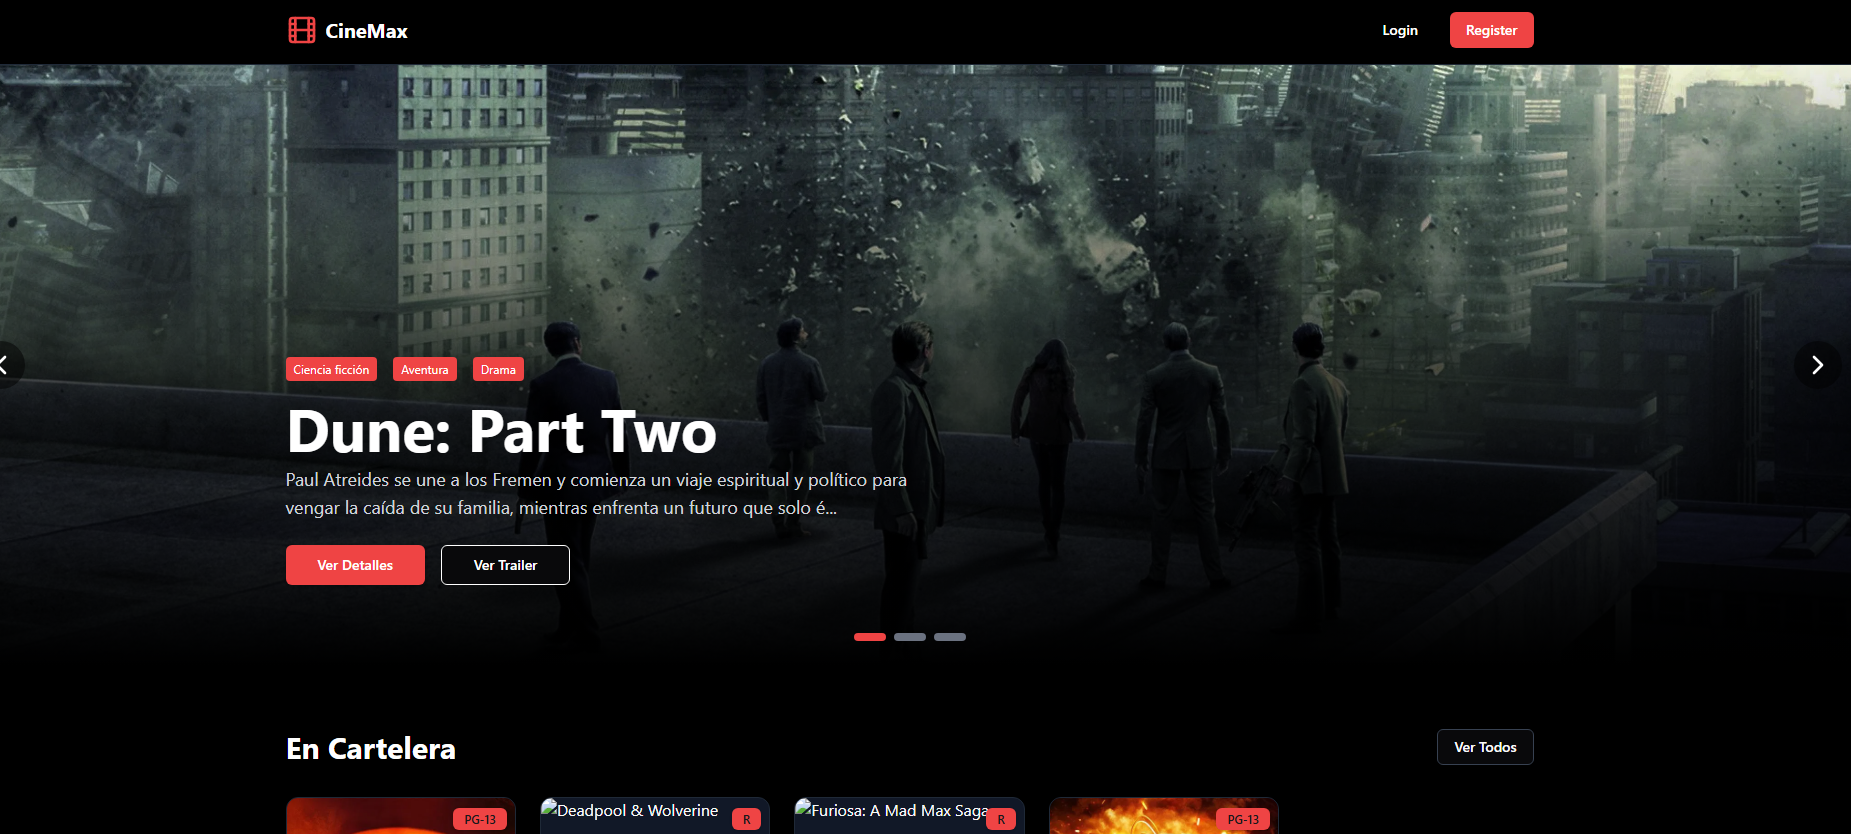 CineMax
Login
Register
Ciencia ficción
Aventura
Drama
Dune: Part Two
Paul Atreides se une a los Fremen y comienza un viaje espiritual y político para
vengar la caída de su familia, mientras enfrenta un futuro que solo é...
Ver Detalles
Ver Trailer
En Cartelera
Ver Todos
PG-13
Deadpool & Wolverine
R
Furiosa: A Mad Max Saga
R
PG-13